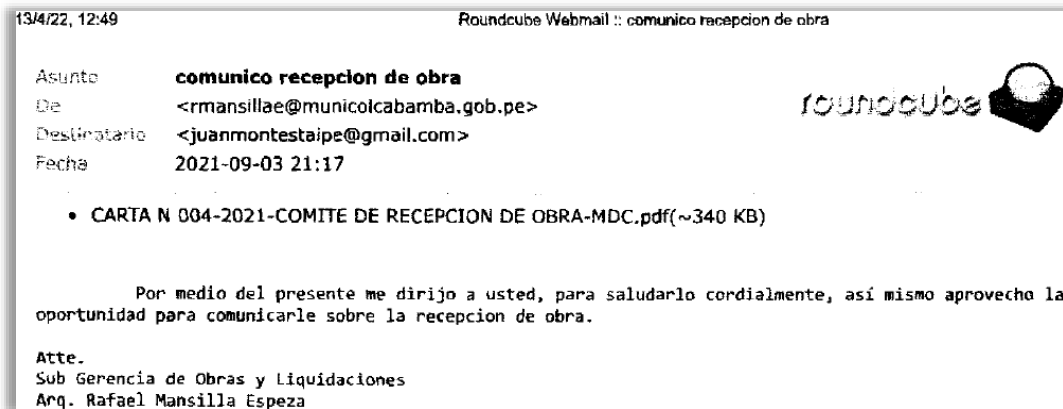 13/4/22, 12:49 Roundcube Webmail :: comunico recepcion de obra
Asunto comunico recepcion de obra
De <rmansillae@municolcabamba.gob.pe>
Destinatario <juanmontestaipe@gmail.com>
Fecha 2021-09-03 21:17
roundcube
• CARTA N 004-2021-COMITE DE RECEPCION DE OBRA-MDC.pdf(~340 KB)
Por medio del presente me dirijo a usted, para saludarlo cordialmente, así mismo aprovecho la
oportunidad para comunicarle sobre la recepcion de obra.
Atte.
Sub Gerencia de Obras y Liquidaciones
Arq. Rafael Mansilla Espeza